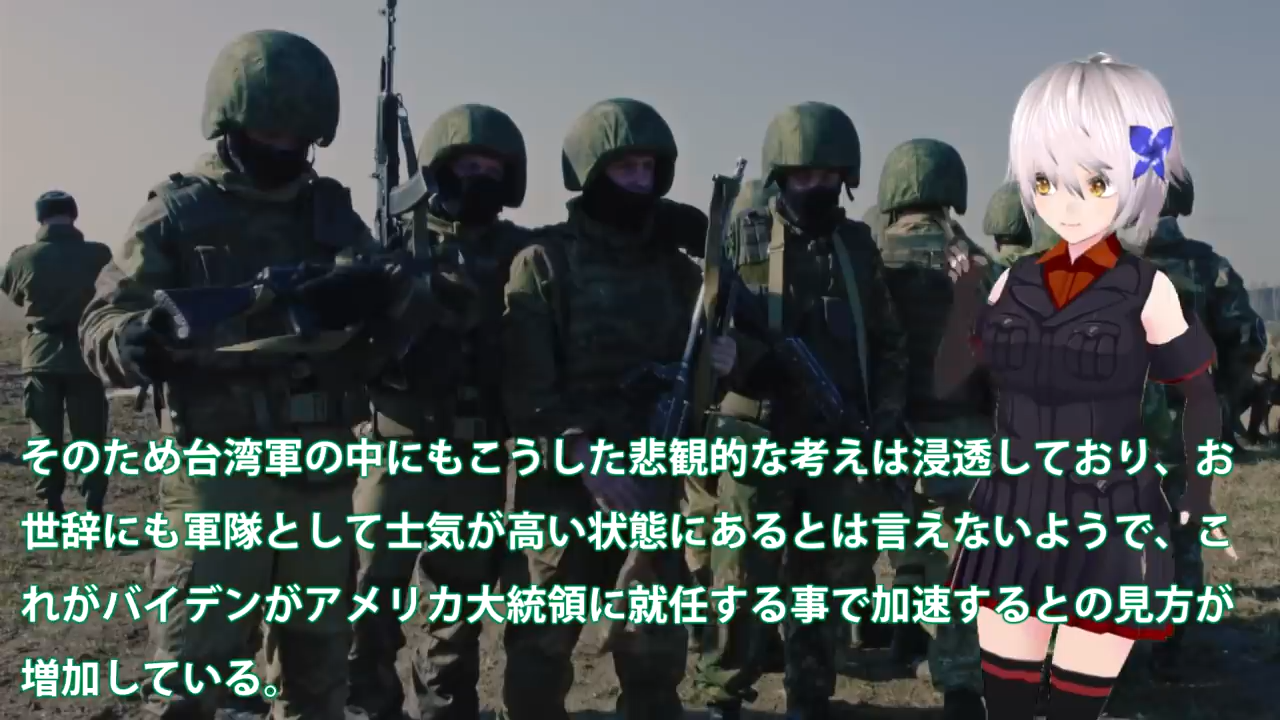 そのため台湾軍の中にもこうした悲観的な考えは浸透しており、お
世辞にも軍隊として士気が高い状態にあるとは言えないようで、こ
れがバイデンがアメリカ大統領に就任する事で加速するとの見方が
増加している。